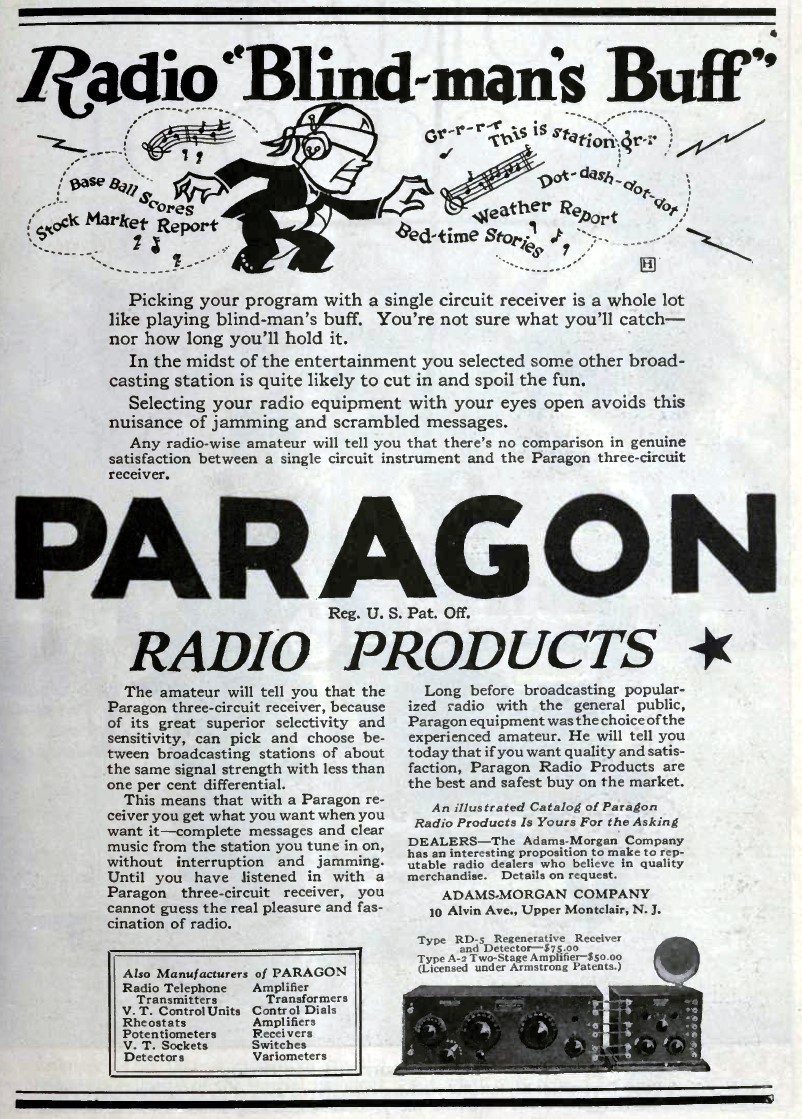 Radio "Blind-man's Buff"
Base Ball Scores
Stock Market Report
Gr-r-r-r
This is station gr-r
Dot-dash-dot-dot
Weather Report
Bed-time Stories
H
Picking your program with a single circuit receiver is a whole lot
like playing blind-man's buff. You're not sure what you'll catch—
nor how long you'll hold it.
In the midst of the entertainment you selected some other broad-
casting station is quite likely to cut in and spoil the fun.
Selecting your radio equipment with your eyes open avoids this
nuisance of jamming and scrambled messages.
Any radio-wise amateur will tell you that there's no comparison in genuine
satisfaction between a single circuit instrument and the Paragon three-circuit
receiver.
PARAGON
Reg. U. S. Pat. Off.
RADIO PRODUCTS
The amateur will tell you that the
Paragon three-circuit receiver, because
of its great superior selectivity and
sensitivity, can pick and choose be-
tween broadcasting stations of about
the same signal strength with less than
one per cent differential.
This means that with a Paragon re-
ceiver you get what you want when you
want it—complete messages and clear
music from the station you tune in on,
without interruption and jamming.
Until you have listened in with a
Paragon three-circuit receiver, you
cannot guess the real pleasure and fas-
cination of radio.
Long before broadcasting popular-
ized radio with the general public,
Paragon equipment was the choice of the
experienced amateur. He will tell you
today that if you want quality and satis-
faction, Paragon Radio Products are
the best and safest buy on the market.
An illustrated Catalog of Paragon
Radio Products Is Yours For the Asking
DEALERS—The Adams-Morgan Company
has an interesting proposition to make to rep-
utable radio dealers who believe in quality
merchandise. Details on request.
ADAMS-MORGAN COMPANY
10 Alvin Ave., Upper Montclair, N. J.
Also Manufacturers of PARAGON
Radio Telephone
Transmitters
V. T. Control Units
Rheostats
Potentiometers
V. T. Sockets
Detectors
Amplifier
Transformers
Control Dials
Amplifiers
Receivers
Switches
Variometers
Type RD-5 Regenerative Receiver
and Detector—$75.00
Type A-2 Two-Stage Amplifier—$50.00
(Licensed under Armstrong Patents.)